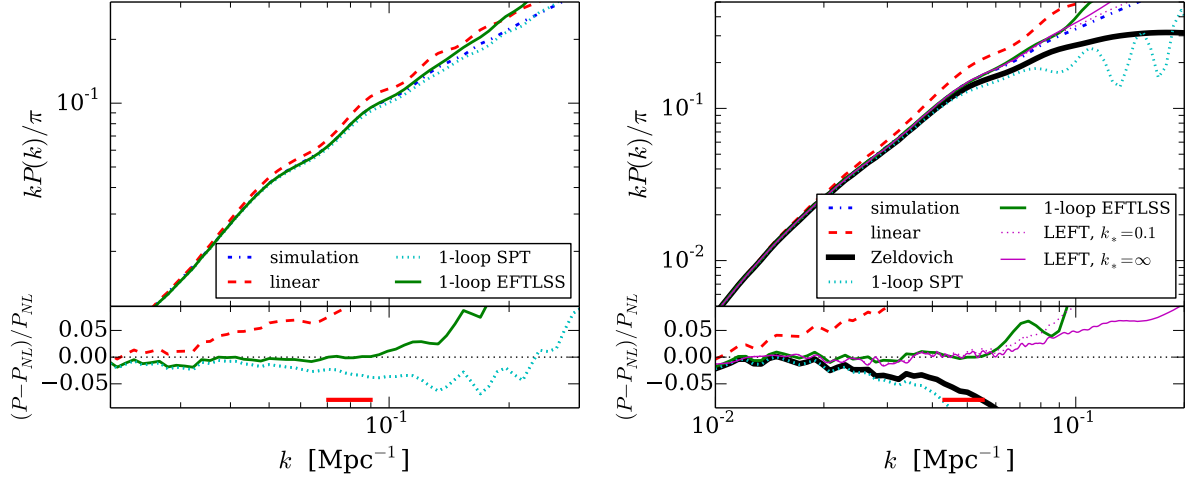 kP(k)/π
10⁻¹
simulation
linear
1-loop SPT
1-loop EFTLSS
(P−P_NL)/P_NL
0.05
0.00
−0.05
10⁻¹
k [Mpc⁻¹]
kP(k)/π
10⁻¹
10⁻²
simulation
linear
Zeldovich
1-loop SPT
1-loop EFTLSS
LEFT, k_*=0.1
LEFT, k_*=∞
(P−P_NL)/P_NL
0.05
0.00
−0.05
10⁻² 10⁻¹
k [Mpc⁻¹]